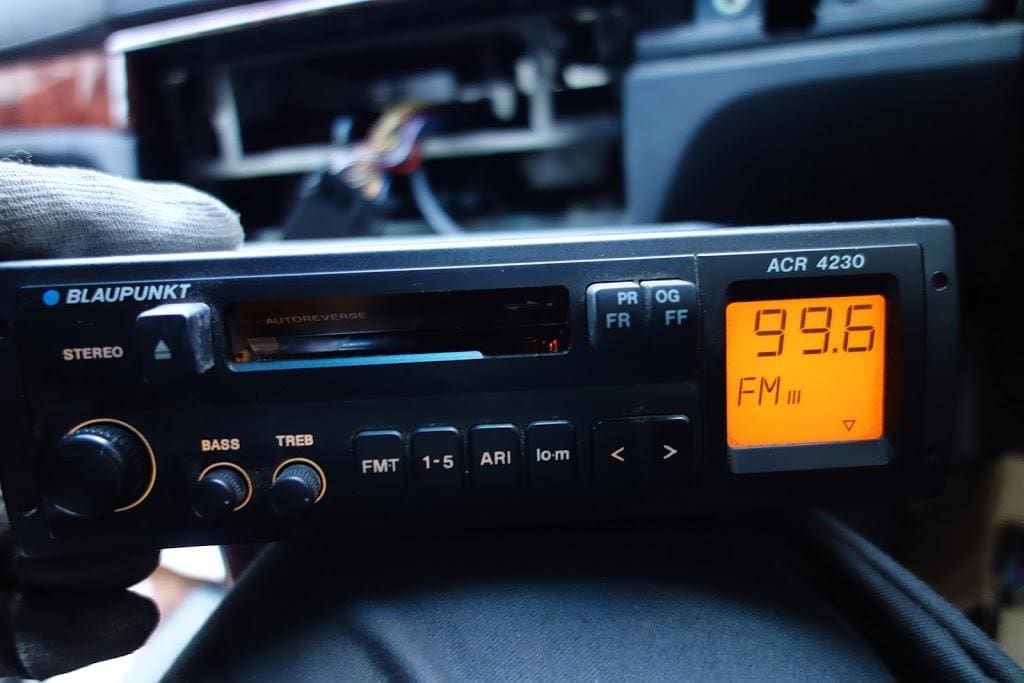 BLAUPUNKT
ACR 4230
STEREO
AUTOREVERSE
PR OG
FR FF
99.6
FM III
BASS
TREB
FMT
1-5
ARI
lo·m
< >